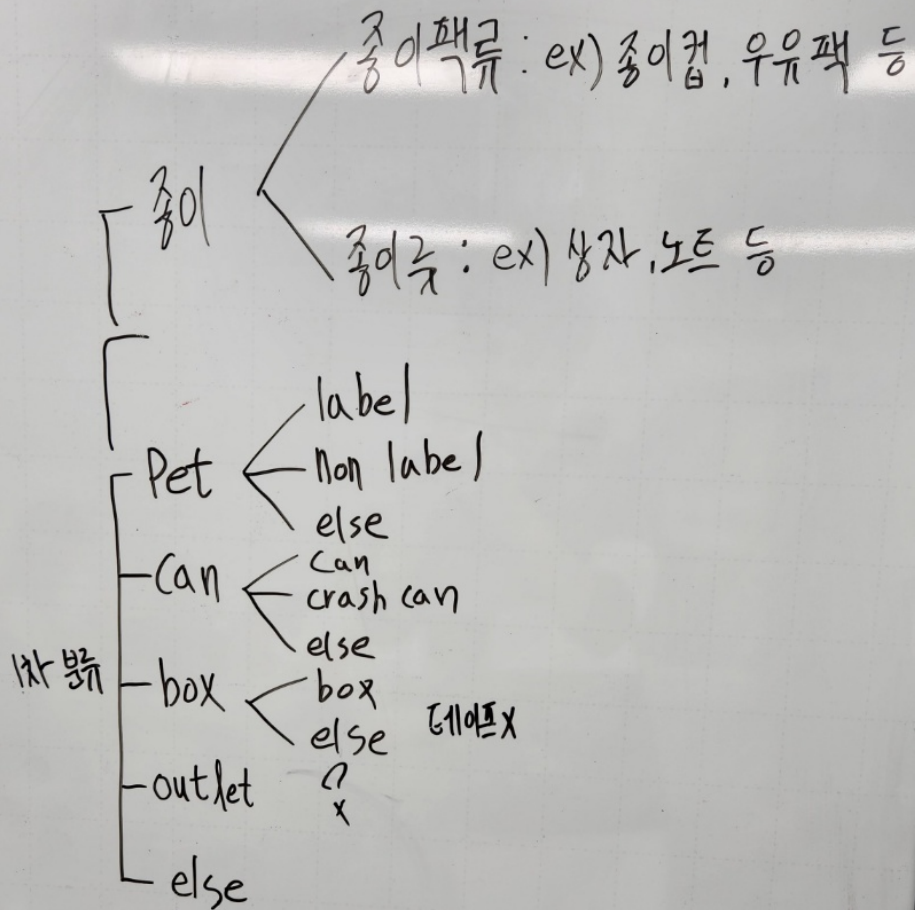 종이팩류 : ex) 종이컵, 우유팩 등
종이
종이류 : ex) 상자, 노트 등
label
Pet
non label
else
Can
can
crash can
else
1차 분류
box
box
else 테이프x
outlet ?
x
else